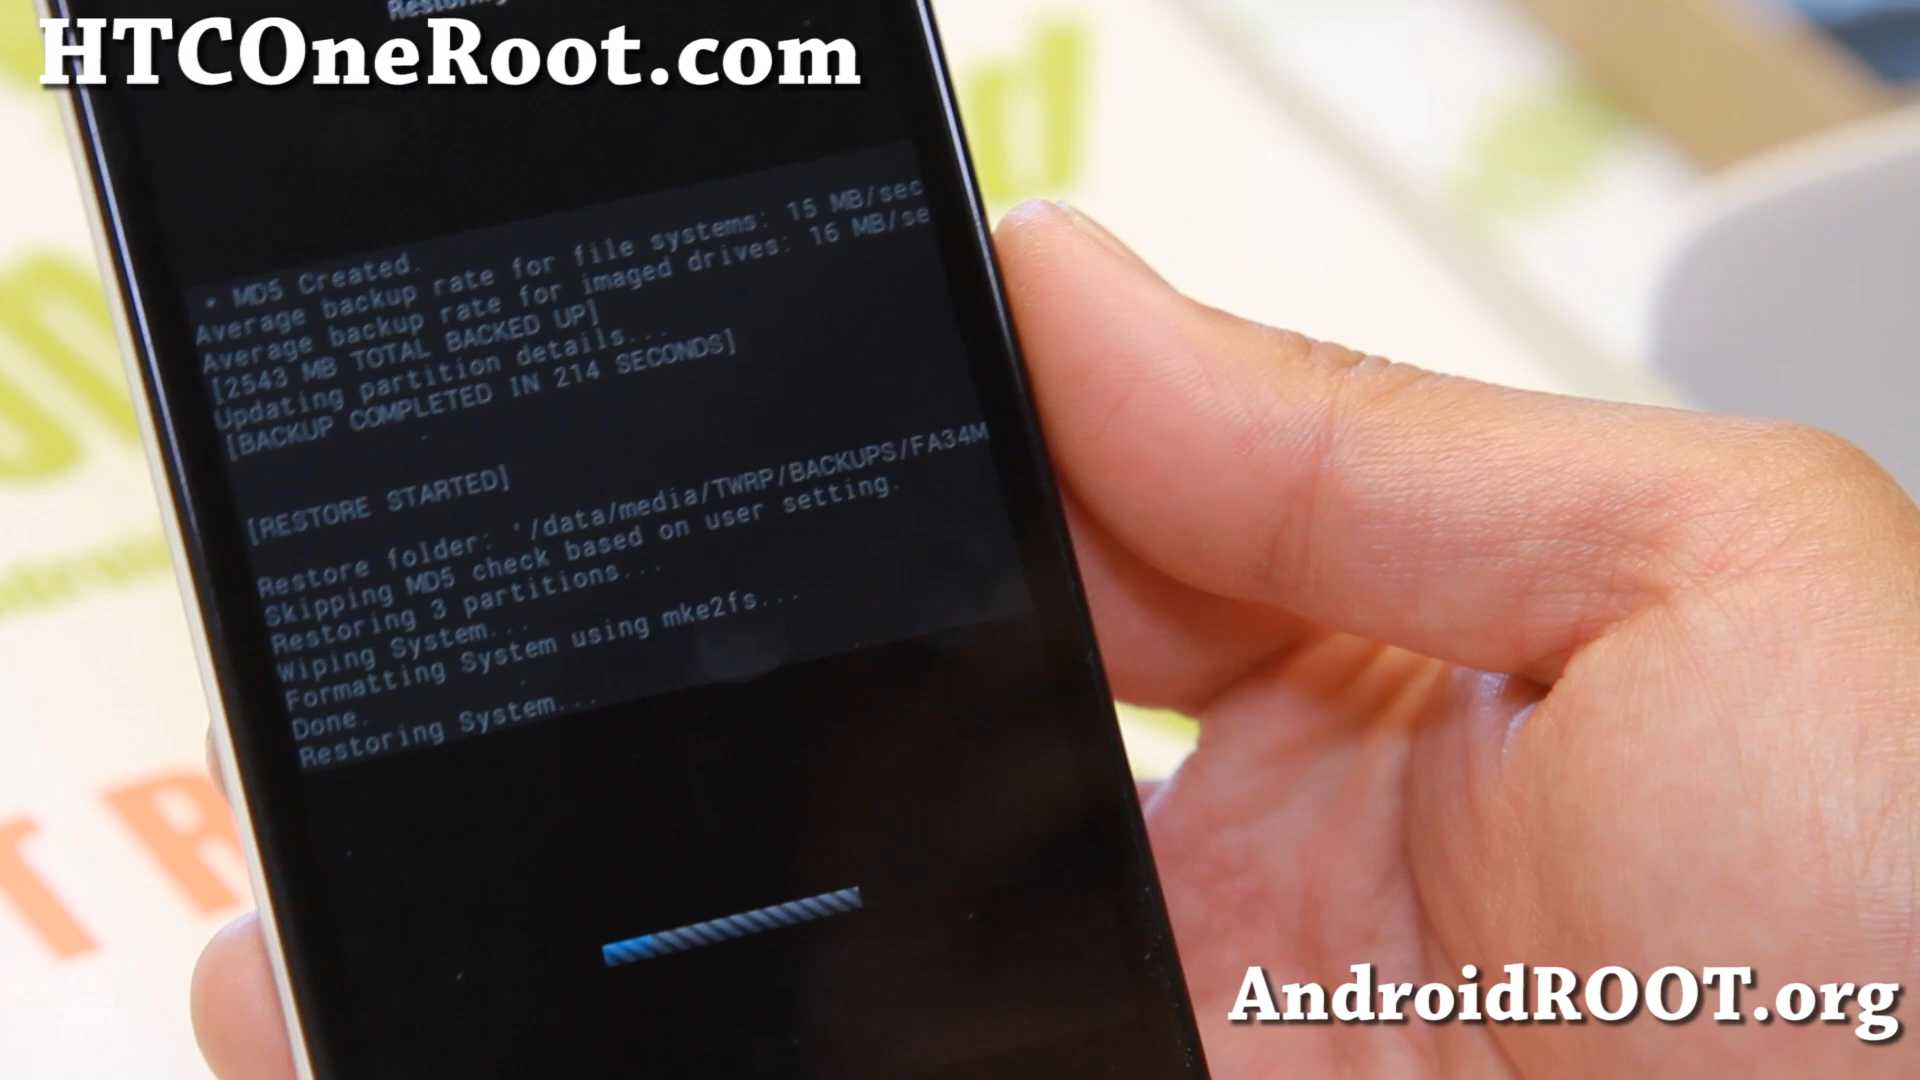 Restoring
HTCOneRoot.com
* MD5 Created.
Average backup rate for file systems: 15 MB/sec
Average backup rate for imaged drives: 16 MB/se
[2543 MB TOTAL BACKED UP]
Updating partition details...
[BACKUP COMPLETED IN 214 SECONDS]
[RESTORE STARTED]
Restore folder: '/data/media/TWRP/BACKUPS/FA34M
Skipping MD5 check based on user setting.
Restoring 3 partitions...
Wiping System...
Formatting System using mke2fs...
Done.
Restoring System...
T R
AndroidROOT.org